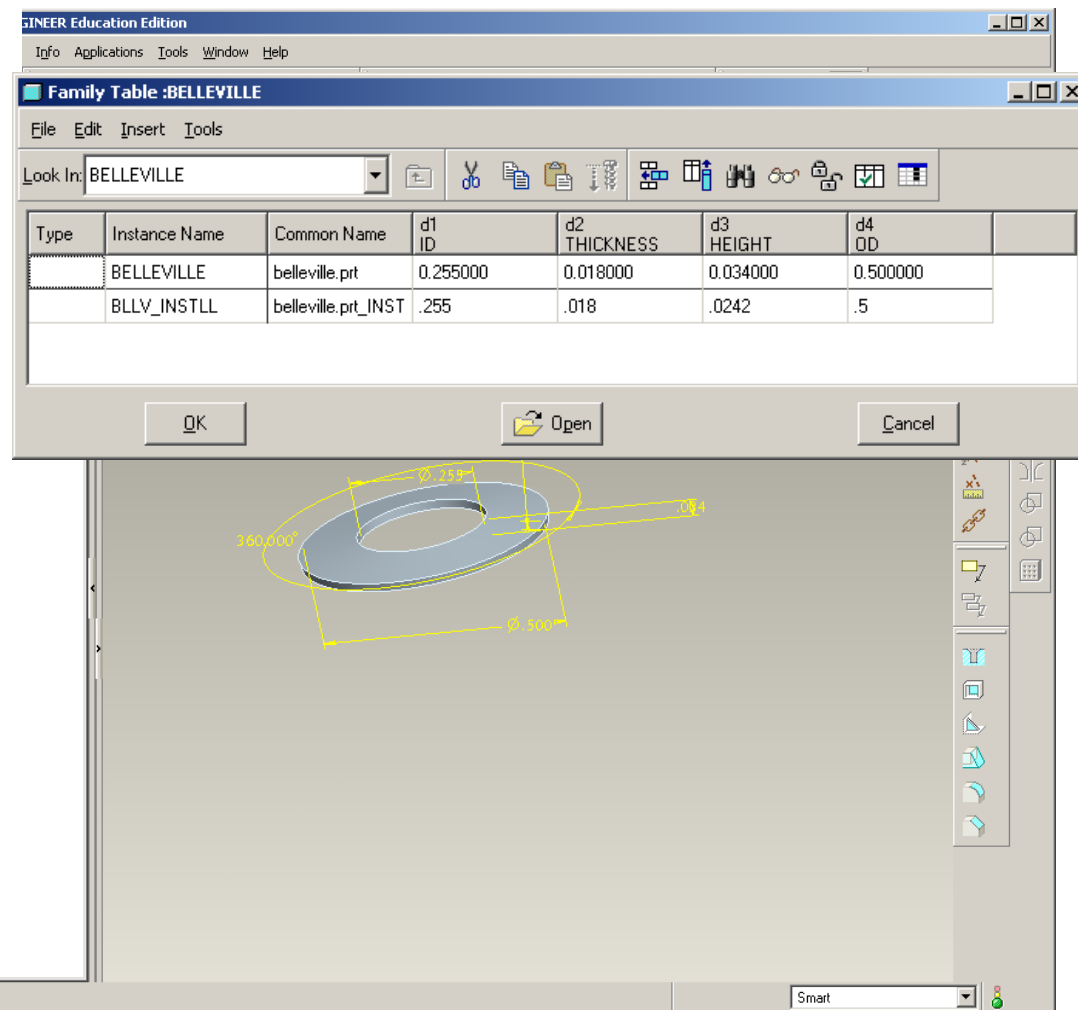 GINEER Education Edition
Info Applications Tools Window Help
Family Table :BELLEVILLE
File Edit Insert Tools
Look In: BELLEVILLE
Type Instance Name Common Name d1 ID d2 THICKNESS d3 HEIGHT d4 OD
BELLEVILLE belleville.prt 0.255000 0.018000 0.034000 0.500000
BLLV_INSTLL belleville.prt_INST .255 .018 .0242 .5
OK Open Cancel
Ø.255
.034
360.000°
Ø.500
Smart